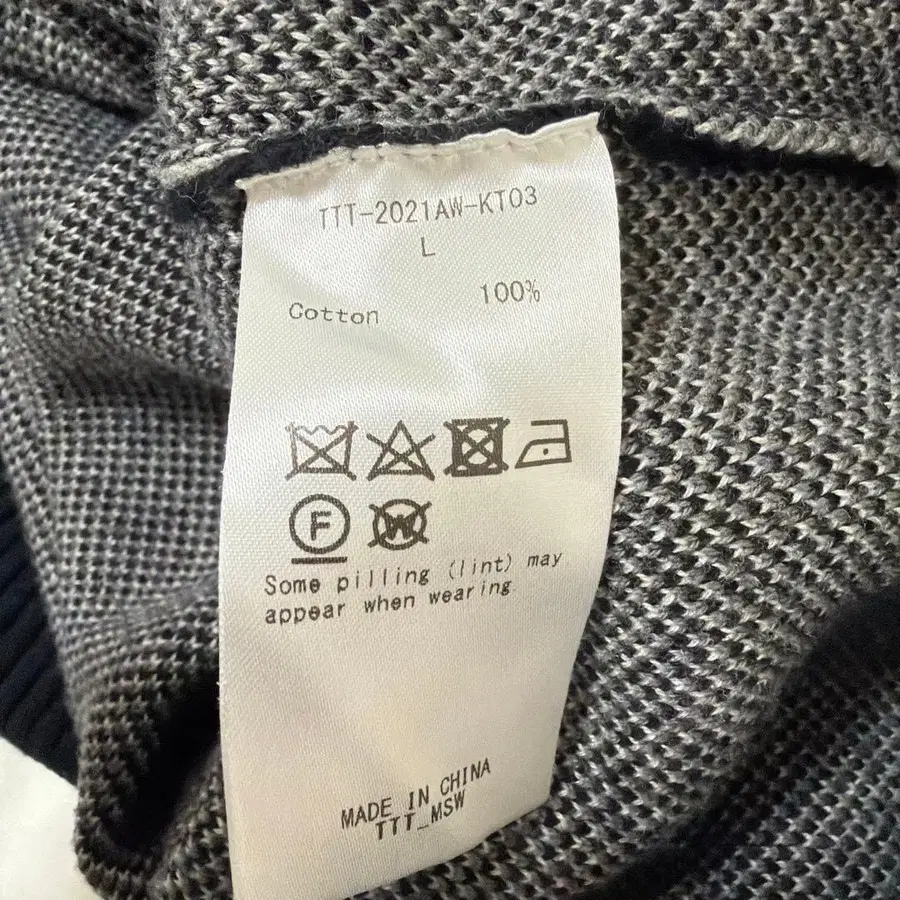 TTT-2021AW-KT03
L
Cotton 100%
F W
Some pilling (lint) may
appear when wearing
MADE IN CHINA
TTT_MSW